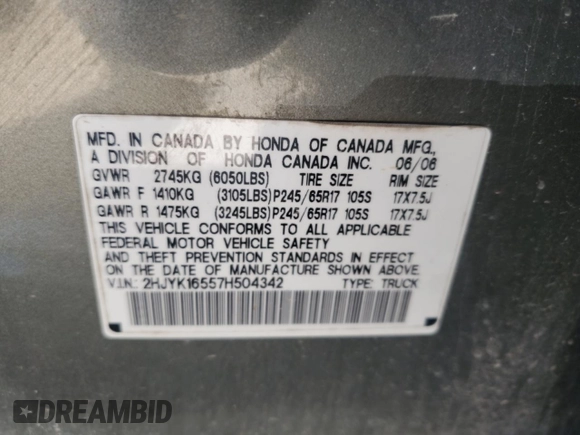 MFD. IN CANADA BY HONDA OF CANADA MFG.,
A DIVISION OF HONDA CANADA INC. 06/06
GVWR 2745KG (6050LBS) TIRE SIZE RIM SIZE
GAWR F 1410KG (3105LBS)P245/65R17 105S 17X7.5J
GAWR R 1475KG (3245LBS)P245/65R17 105S 17X7.5J
THIS VEHICLE CONFORMS TO ALL APPLICABLE
FEDERAL MOTOR VEHICLE SAFETY
AND THEFT PREVENTION STANDARDS IN EFFECT
ON THE DATE OF MANUFACTURE SHOWN ABOVE.
V.I.N.: 2HJYK16557H504342 TYPE: TRUCK
DREAMBID